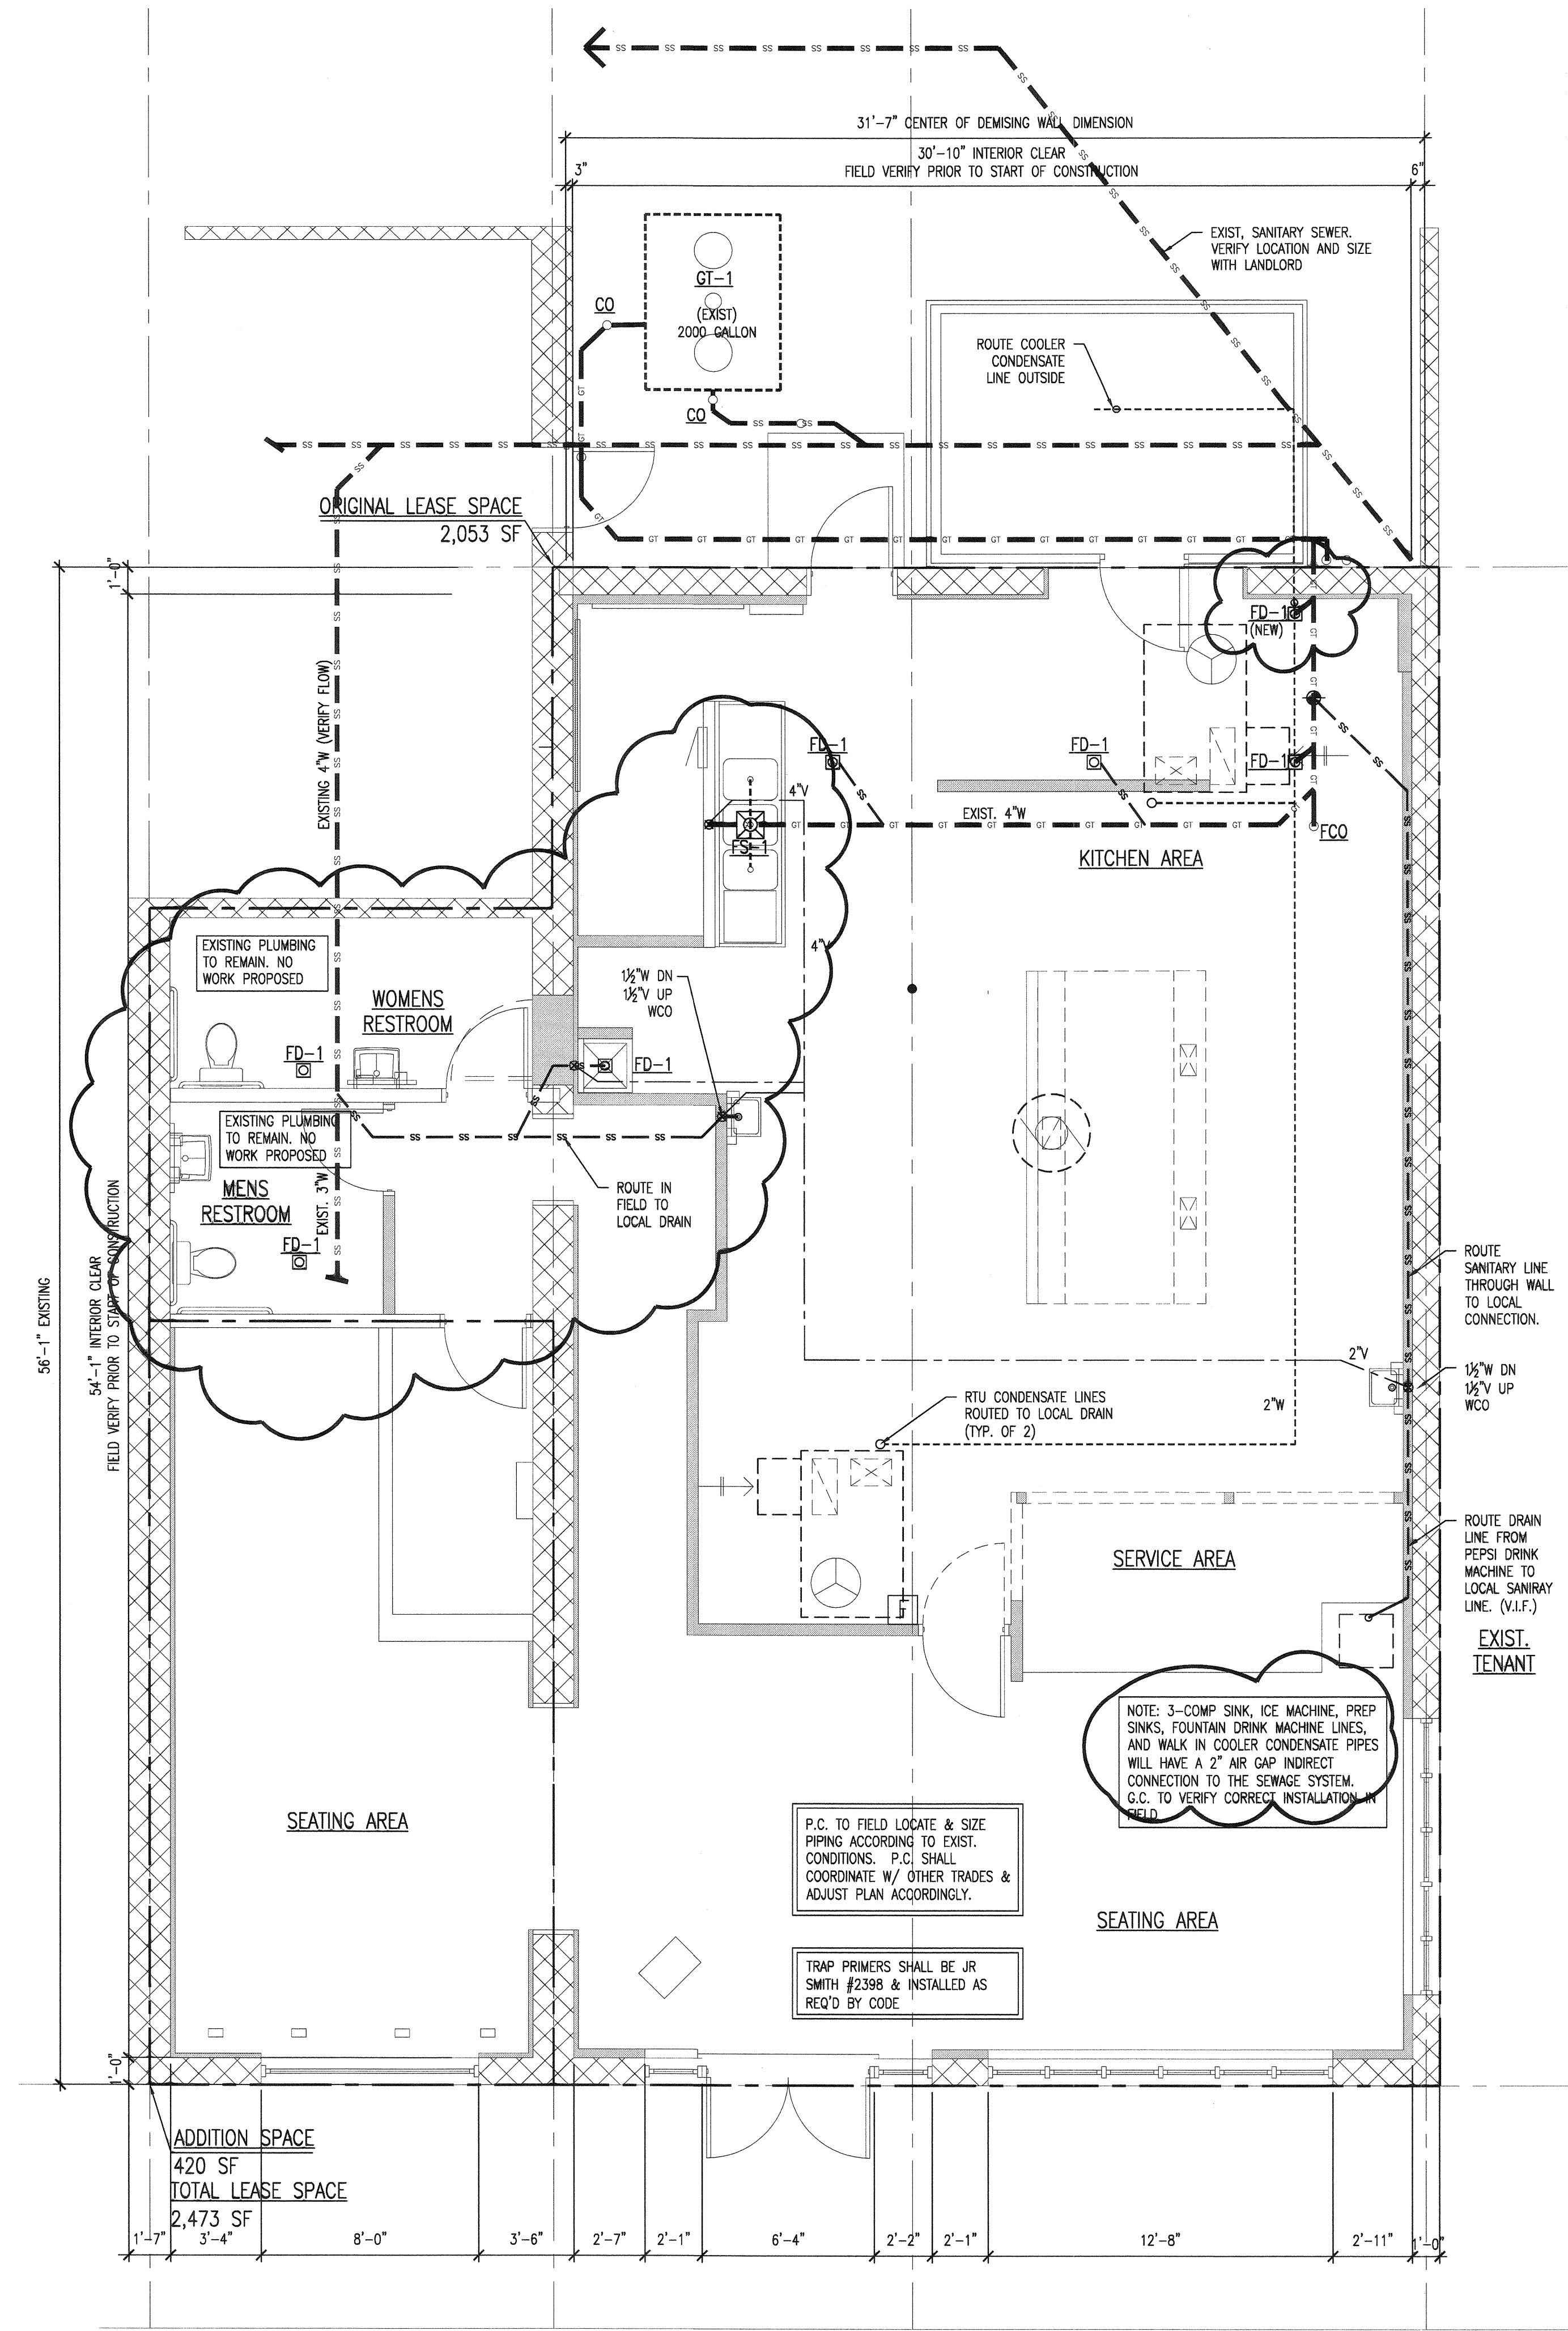 31'-7" CENTER OF DEMISING WALL DIMENSION
30'-10" INTERIOR CLEAR
3"
FIELD VERIFY PRIOR TO START OF CONSTRUCTION
6"
EXIST, SANITARY SEWER.
VERIFY LOCATION AND SIZE
WITH LANDLORD
GT-1
(EXIST)
2000 GALLON
CO
CO
ROUTE COOLER
CONDENSATE
LINE OUTSIDE
ORIGINAL LEASE SPACE
2,053 SF
1'-0"
FD-1
(NEW)
EXISTING 4"W (VERIFY FLOW)
FD-1
FD-1
FD-1
4"V
FS-1
EXIST. 4"W
FCO
KITCHEN AREA
EXISTING PLUMBING
TO REMAIN. NO
WORK PROPOSED
4"V
1½"W DN
1½"V UP
WCO
WOMENS
RESTROOM
FD-1
FD-1
EXISTING PLUMBING
TO REMAIN. NO
WORK PROPOSED
MENS
RESTROOM
EXIST. 3"W
FD-1
ROUTE IN
FIELD TO
LOCAL DRAIN
56'-1" EXISTING
54'-1" INTERIOR CLEAR
FIELD VERIFY PRIOR TO START OF CONSTRUCTION
ROUTE
SANITARY LINE
THROUGH WALL
TO LOCAL
CONNECTION.
2"V
1½"W DN
1½"V UP
WCO
2"W
RTU CONDENSATE LINES
ROUTED TO LOCAL DRAIN
(TYP. OF 2)
ROUTE DRAIN
LINE FROM
PEPSI DRINK
MACHINE TO
LOCAL SANIRAY
LINE. (V.I.F.)
SERVICE AREA
EXIST.
TENANT
NOTE: 3-COMP SINK, ICE MACHINE, PREP
SINKS, FOUNTAIN DRINK MACHINE LINES,
AND WALK IN COOLER CONDENSATE PIPES
WILL HAVE A 2" AIR GAP INDIRECT
CONNECTION TO THE SEWAGE SYSTEM.
G.C. TO VERIFY CORRECT INSTALLATION IN
FIELD
SEATING AREA
P.C. TO FIELD LOCATE & SIZE
PIPING ACCORDING TO EXIST.
CONDITIONS. P.C. SHALL
COORDINATE W/ OTHER TRADES &
ADJUST PLAN ACCORDINGLY.
SEATING AREA
TRAP PRIMERS SHALL BE JR
SMITH #2398 & INSTALLED AS
REQ'D BY CODE
1'-0"
ADDITION SPACE
420 SF
TOTAL LEASE SPACE
2,473 SF
1'-7" 3'-4" 8'-0" 3'-6" 2'-7" 2'-1" 6'-4" 2'-2" 2'-1" 12'-8" 2'-11" 1'-0"